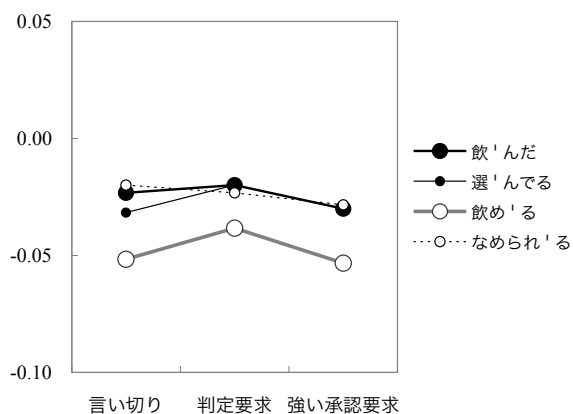 0.05
0.00
-0.05
-0.10
言い切り 判定要求 強い承認要求
飲'んだ
選'んでる
飲め'る
なめられ'る